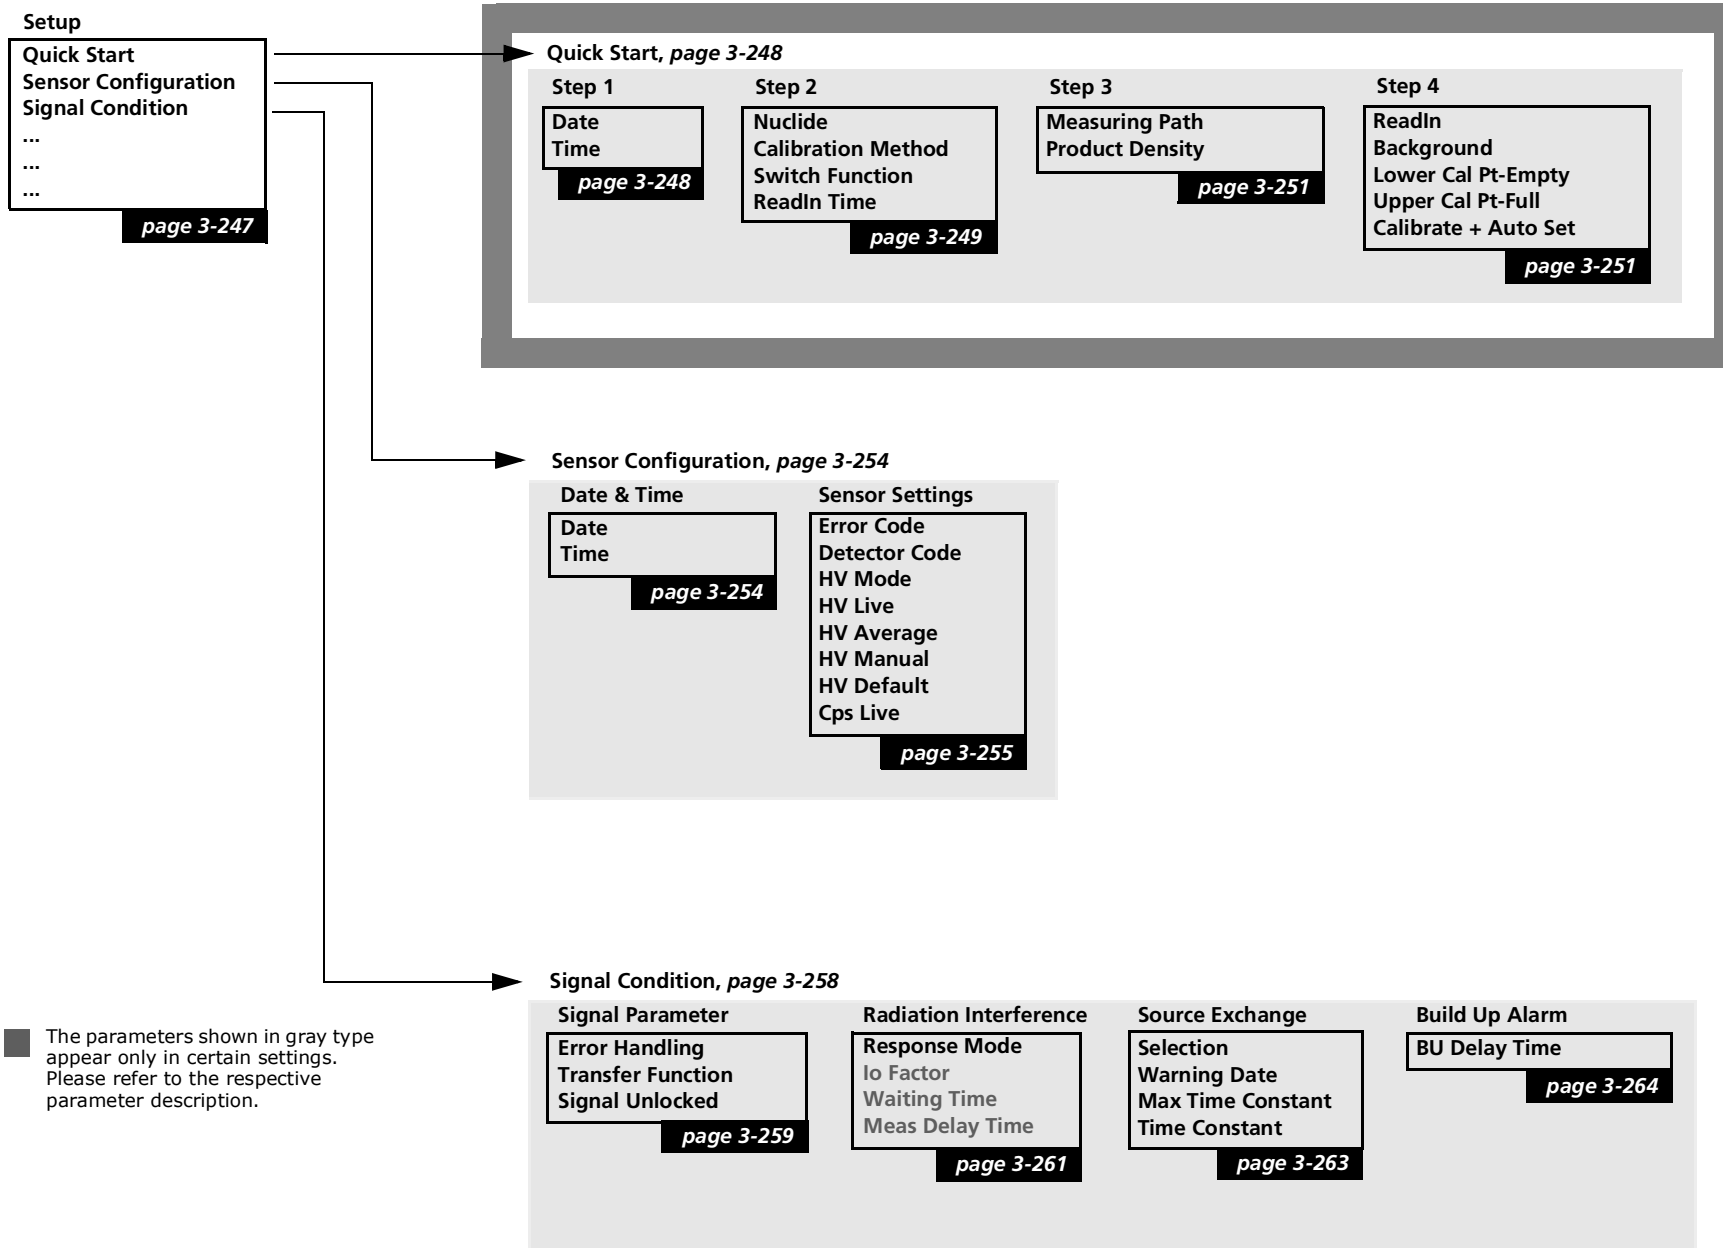 Setup
Quick Start
Sensor Configuration
Signal Condition
...
...
...
page 3-247
Quick Start, page 3-248
Step 1
Date
Time
page 3-248
Step 2
Nuclide
Calibration Method
Switch Function
ReadIn Time
page 3-249
Step 3
Measuring Path
Product Density
page 3-251
Step 4
ReadIn
Background
Lower Cal Pt-Empty
Upper Cal Pt-Full
Calibrate + Auto Set
page 3-251
Sensor Configuration, page 3-254
Date & Time
Date
Time
page 3-254
Sensor Settings
Error Code
Detector Code
HV Mode
HV Live
HV Average
HV Manual
HV Default
Cps Live
page 3-255
Signal Condition, page 3-258
Signal Parameter
Error Handling
Transfer Function
Signal Unlocked
page 3-259
Radiation Interference
Response Mode
Io Factor
Waiting Time
Meas Delay Time
page 3-261
Source Exchange
Selection
Warning Date
Max Time Constant
Time Constant
page 3-263
Build Up Alarm
BU Delay Time
page 3-264
The parameters shown in gray type
appear only in certain settings.
Please refer to the respective
parameter description.